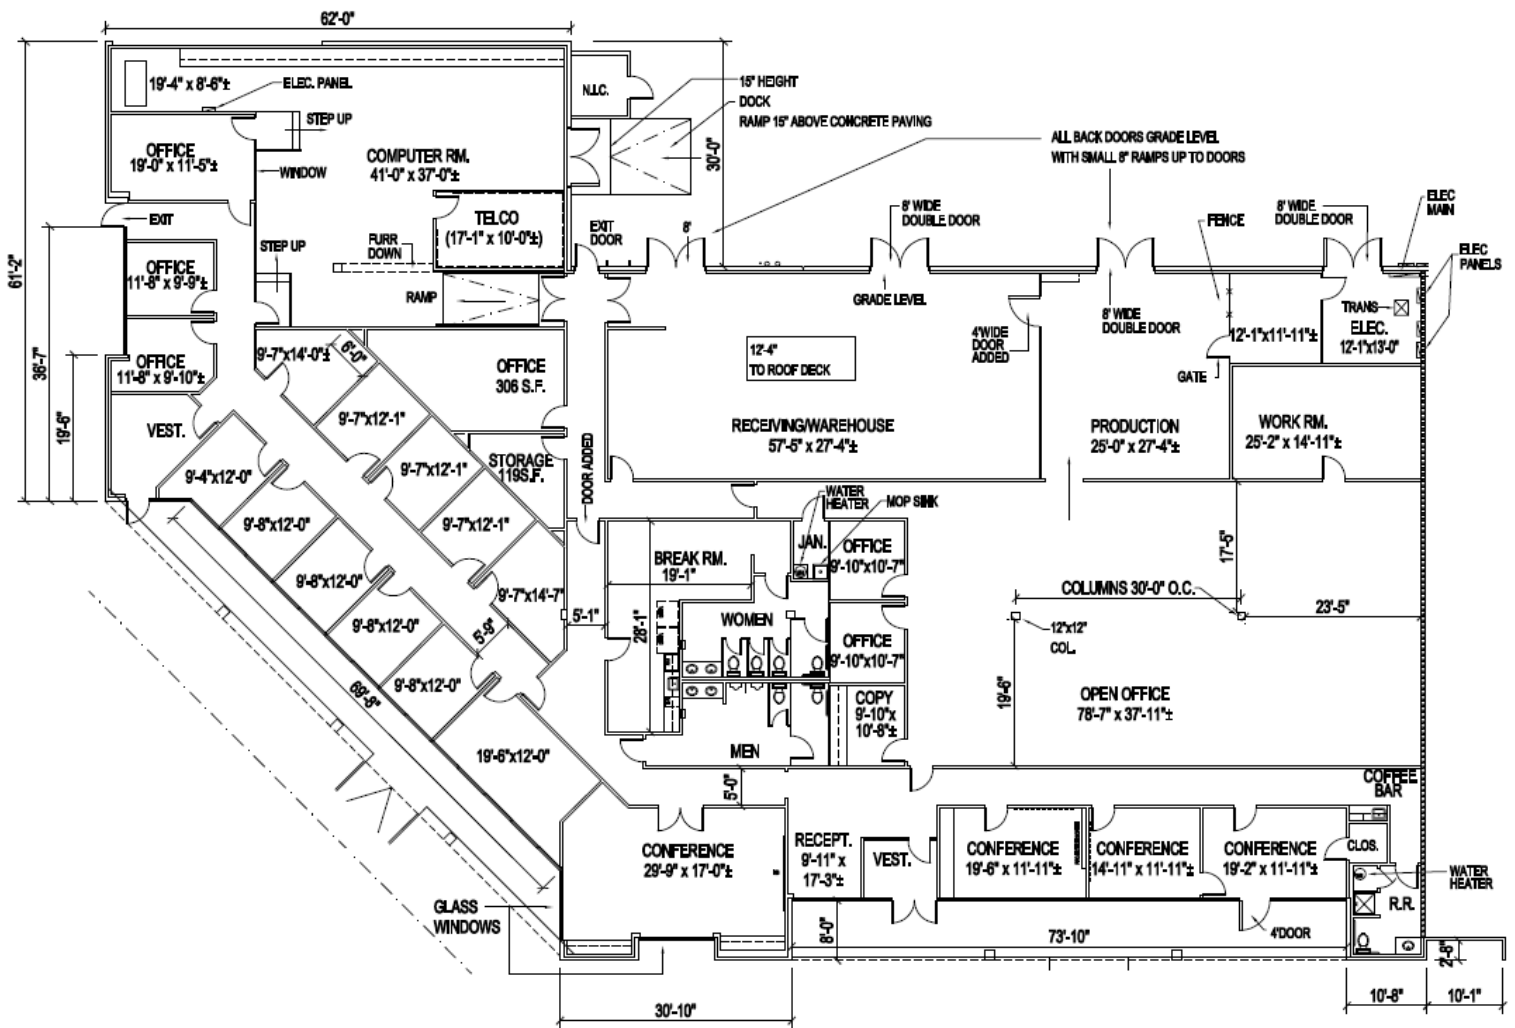 62'-0"
19'-4" x 8'-6"±
ELEC. PANEL
N.I.C.
15" HEIGHT
DOCK
RAMP 15" ABOVE CONCRETE PAVING
STEP UP
OFFICE
19'-0" x 11'-5"±
COMPUTER RM.
41'-0" x 37'-0"±
WINDOW
30'-0"
ALL BACK DOORS GRADE LEVEL
WITH SMALL 8" RAMPS UP TO DOORS
EXIT
TELCO
(17'-1" x 10'-0"±)
EXIT
DOOR
8'
8' WIDE
DOUBLE DOOR
FENCE
8' WIDE
DOUBLE DOOR
ELEC
MAIN
ELEC
PANELS
61'-2"
STEP UP
FURR
DOWN
OFFICE
11'-8" x 9'-9"±
RAMP
GRADE LEVEL
4'WIDE
DOOR
ADDED
8' WIDE
DOUBLE DOOR
TRANS
ELEC.
12'-1"x13'-0"
12'-1"x11'-11"±
GATE
36'-7"
OFFICE
11'-8" x 9'-10"±
9'-7"x14'-0"±
6'-0"
OFFICE
306 S.F.
12'-4"
TO ROOF DECK
19'-6"
VEST.
9'-7"x12'-1"
RECEIVING/WAREHOUSE
57'-5" x 27'-4"±
PRODUCTION
25'-0" x 27'-4"±
WORK RM.
25'-2" x 14'-11"±
9'-4"x12'-0"
9'-7"x12'-1"
STORAGE
119S.F.
DOOR ADDED
WATER
HEATER
MOP SINK
9'-8"x12'-0"
9'-7"x12'-1"
JAN.
OFFICE
9'-10"x10'-7"
17'-5"
BREAK RM.
19'-1"
9'-8"x12'-0"
9'-7"x14'-7"
COLUMNS 30'-0" O.C.
23'-5"
5'-1"
28'-1"
WOMEN
12"x12"
COL.
9'-8"x12'-0"
5'-9"
OFFICE
9'-10"x10'-7"
9'-8"x12'-0"
69'-8"
19'-6"
OPEN OFFICE
78'-7" x 37'-11"±
COPY
9'-10" x
10'-8"±
19'-6"x12'-0"
MEN
5'-0"
COFFEE
BAR
CONFERENCE
29'-9" x 17'-0"±
RECEPT.
9'-11" x
17'-3"±
VEST.
CONFERENCE
19'-6" x 11'-11"±
CONFERENCE
14'-11" x 11'-11"±
CONFERENCE
19'-2" x 11'-11"±
CLOS.
WATER
HEATER
R.R.
GLASS
WINDOWS
8'-0"
73'-10"
4'DOOR
2'-8"
30'-10"
10'-8"
10'-1"